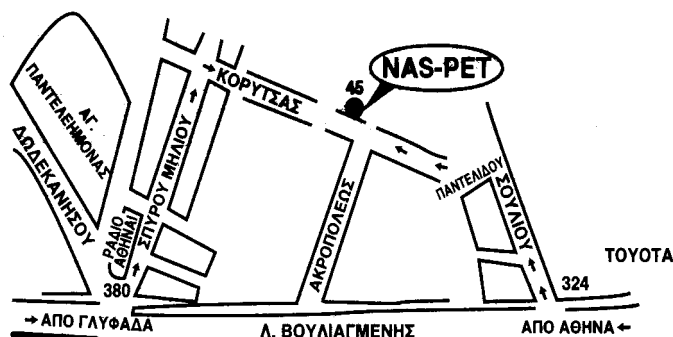 NAS-PET
45
ΚΟΡΥΤΣΑΣ
ΑΓ.
ΠΑΝΤΕΛΕΗΜΟΝΑΣ
ΔΩΔΕΚΑΝΗΣΟΥ
ΣΠΥΡΟΥ ΜΗΛΙΟΥ
ΡΑΔΙΟ
ΑΘΗΝΑΙ
380
ΑΚΡΟΠΟΛΕΩΣ
ΠΑΝΤΕΛΙΔΟΥ
ΣΟΥΛΙΟΥ
TOYOTA
324
→ΑΠΟ ΓΛΥΦΑΔΑ
Λ. ΒΟΥΛΙΑΓΜΕΝΗΣ
ΑΠΟ ΑΘΗΝΑ←